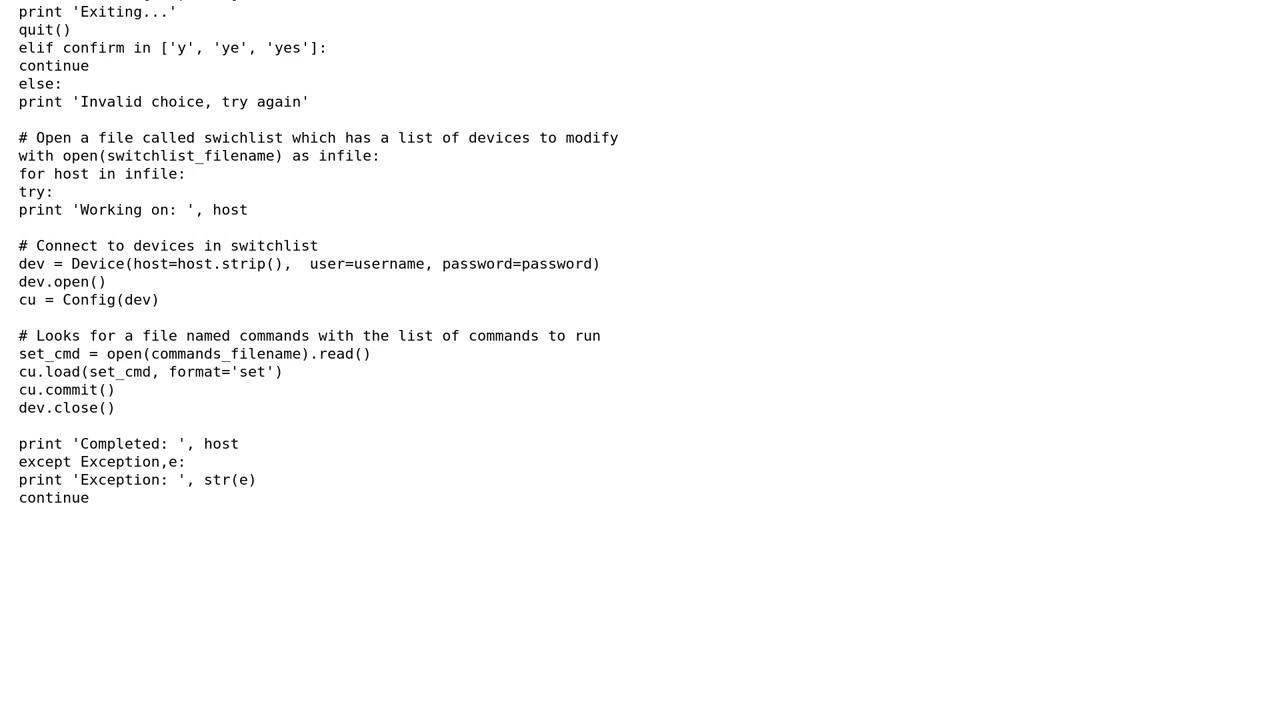 print 'Exiting...'
quit()
elif confirm in ['y', 'ye', 'yes']:
continue
else:
print 'Invalid choice, try again'
# Open a file called swichlist which has a list of devices to modify
with open(switchlist_filename) as infile:
for host in infile:
try:
print 'Working on: ', host
# Connect to devices in switchlist
dev = Device(host=host.strip(),  user=username, password=password)
dev.open()
cu = Config(dev)
# Looks for a file named commands with the list of commands to run
set_cmd = open(commands_filename).read()
cu.load(set_cmd, format='set')
cu.commit()
dev.close()
print 'Completed: ', host
except Exception,e:
print 'Exception: ', str(e)
continue